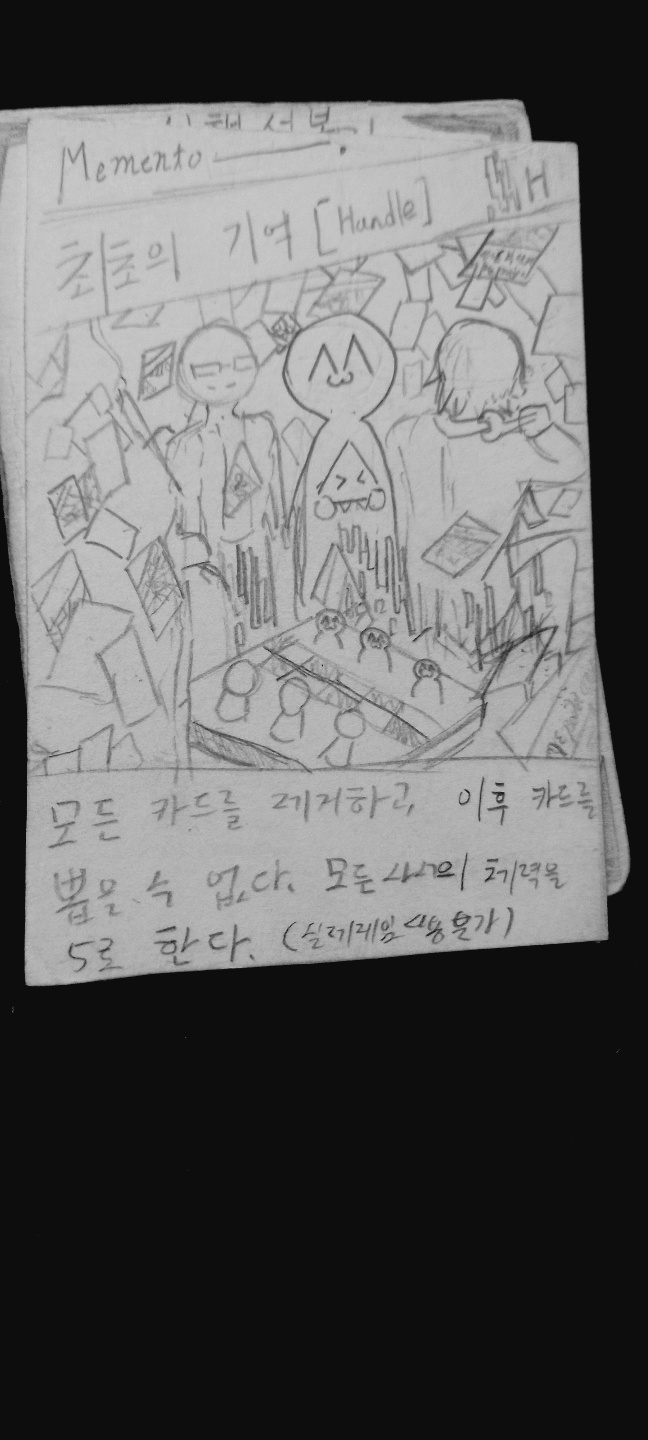 Memento
최초의 기억 [Handle] H
모든 카드를 제거하고, 이후 카드를
뽑을 수 없다. 모든 사서의 체력을
5로 한다. (실제게임 사용 불가)